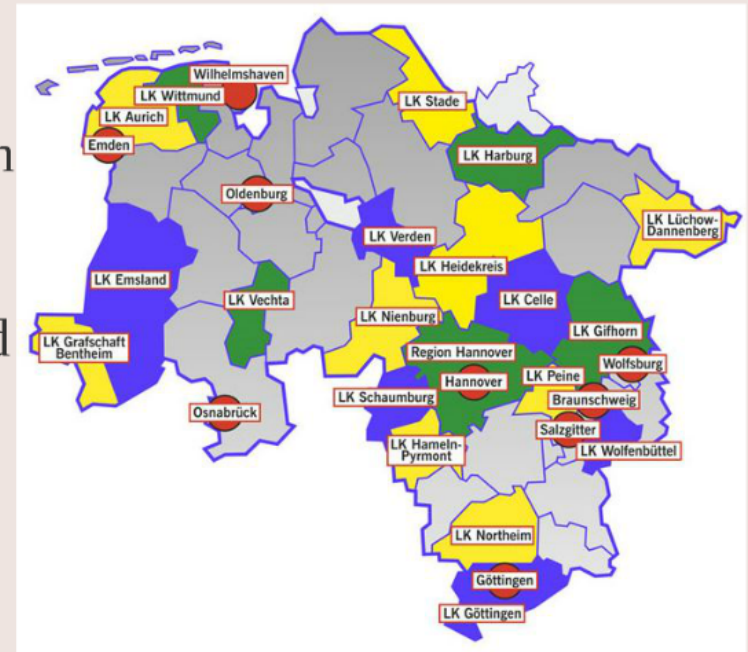 Wilhelmshaven
LK Wittmund
LK Stade
LK Aurich
Emden
n
LK Harburg
Oldenburg
LK Lüchow-
Dannenberg
LK Verden
LK Heidekreis
LK Emsland
LK Vechta
LK Celle
LK Nienburg
LK Gifhorn
d
LK Grafschaft
Bentheim
Region Hannover
Wolfsburg
Hannover
LK Peine
LK Schaumburg
Braunschweig
Osnabrück
Salzgitter
LK Hameln-
Pyrmont
LK Wolfenbüttel
LK Northeim
Göttingen
LK Göttingen